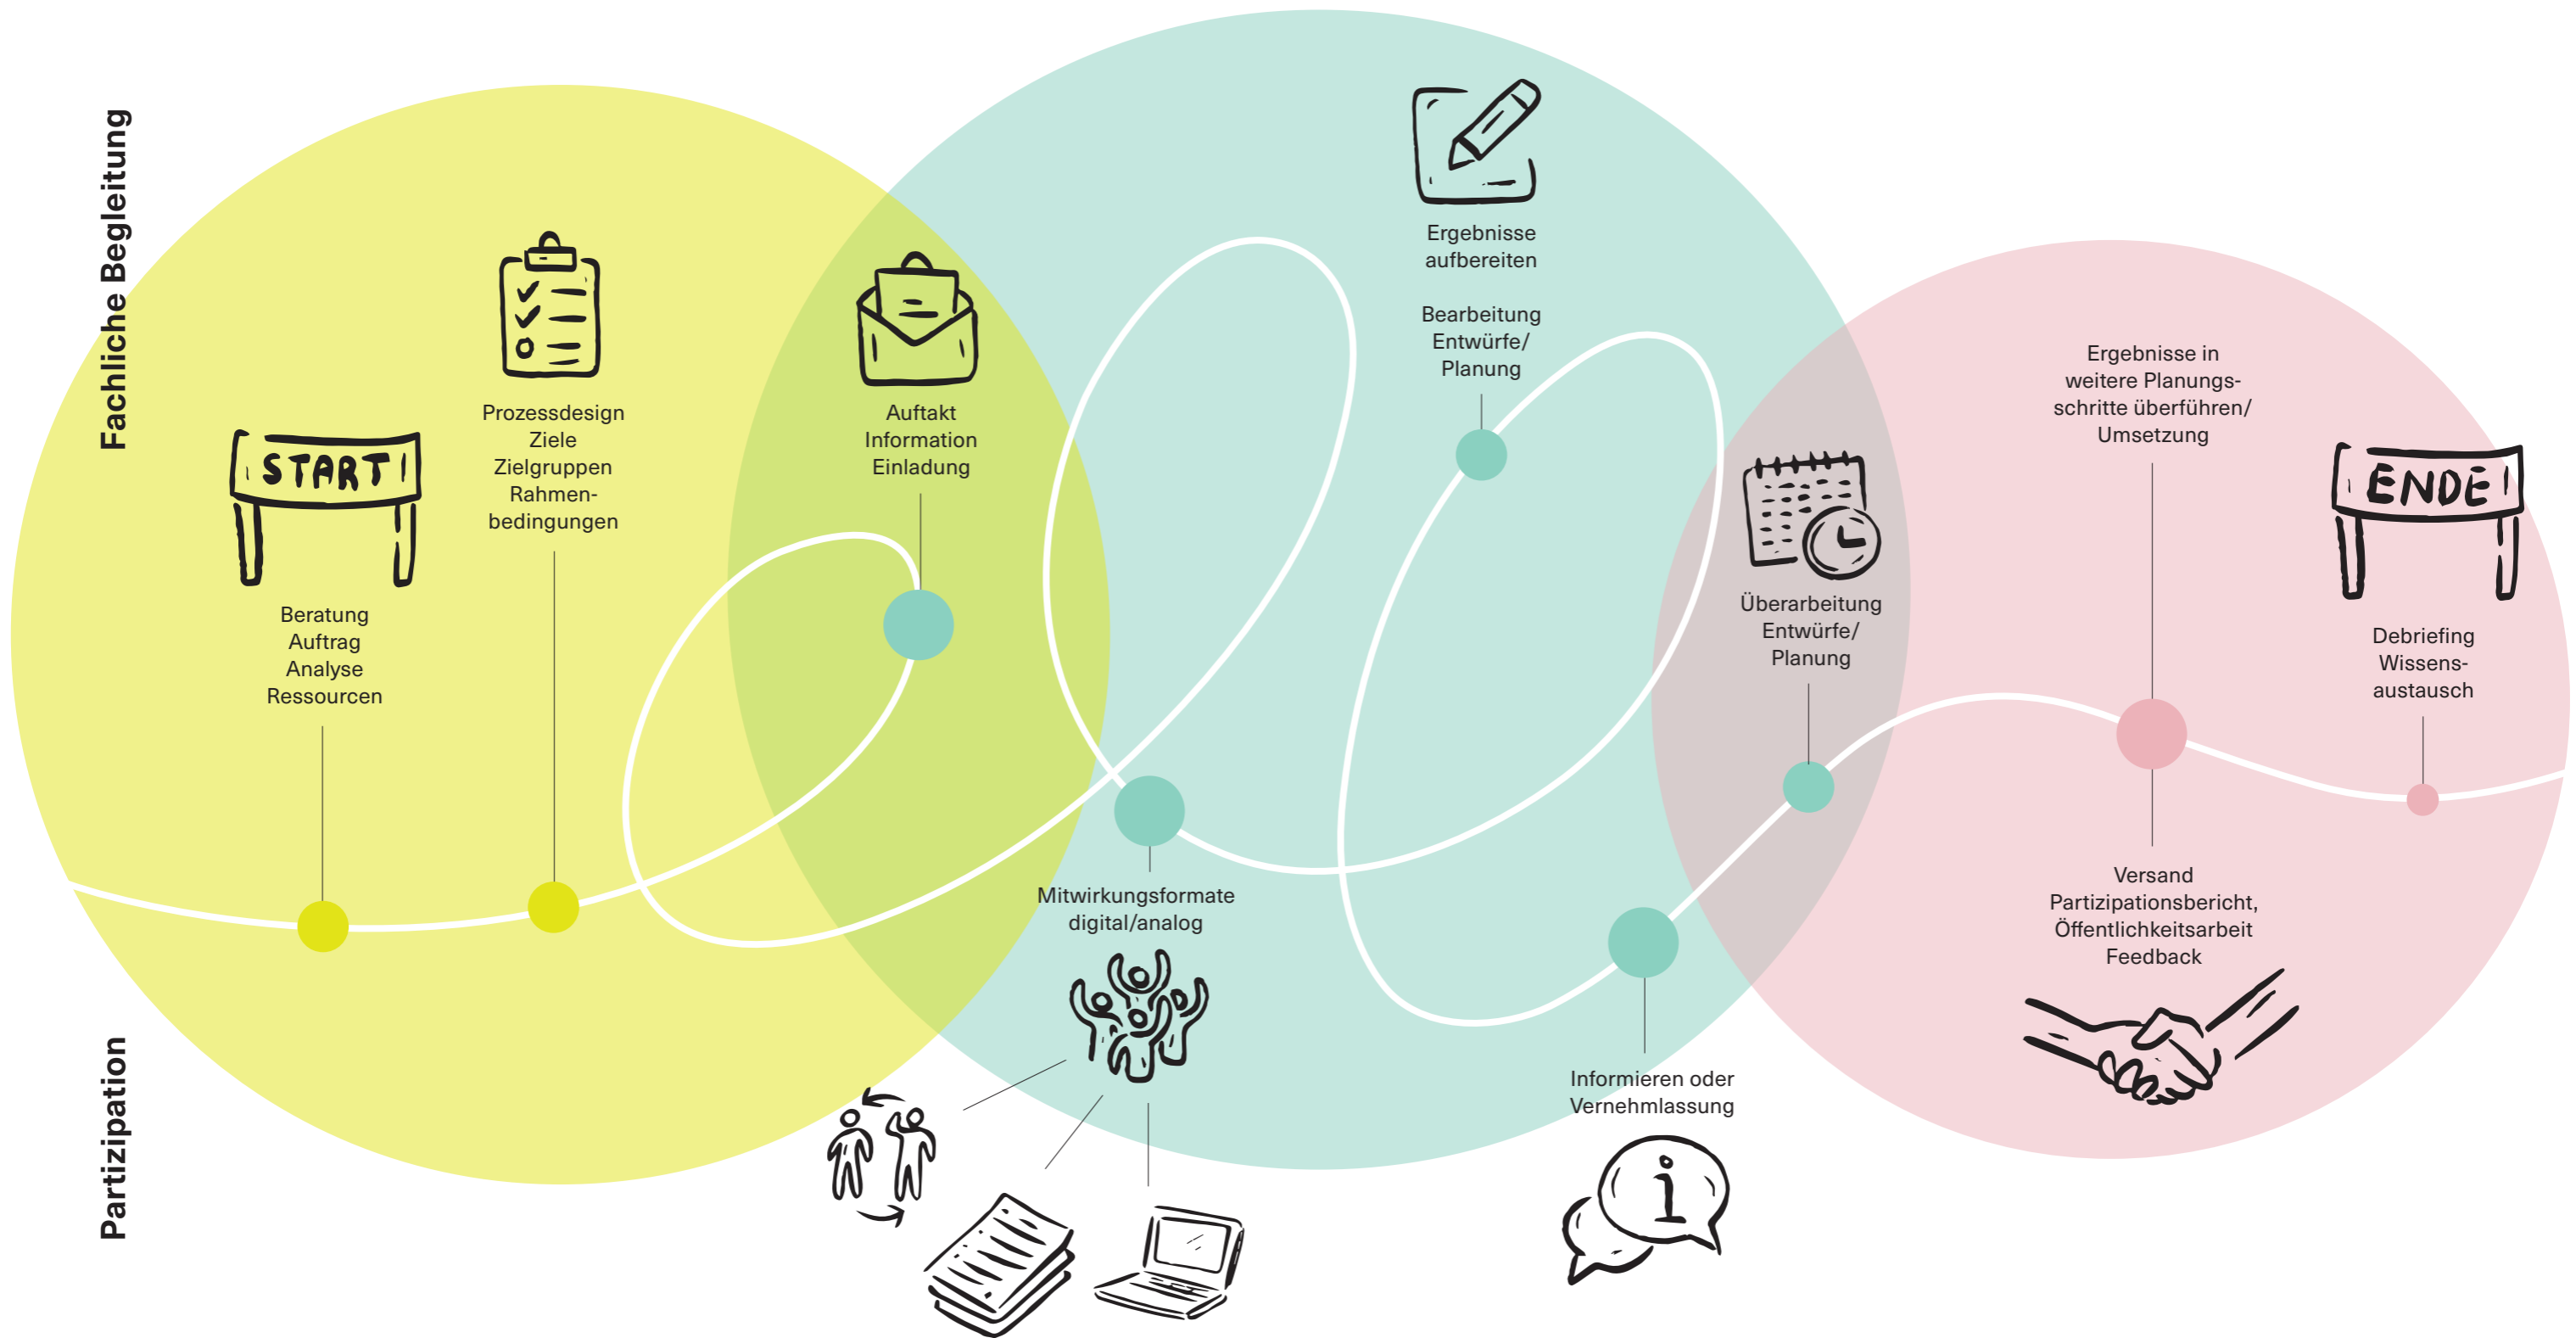 Fachliche Begleitung
Partizipation
START
Beratung
Auftrag
Analyse
Ressourcen
Prozessdesign
Ziele
Zielgruppen
Rahmen-
bedingungen
Auftakt
Information
Einladung
Mitwirkungsformate
digital/analog
Ergebnisse
aufbereiten
Bearbeitung
Entwürfe/
Planung
Informieren oder
Vernehmlassung
i
Überarbeitung
Entwürfe/
Planung
Ergebnisse in
weitere Planungs-
schritte überführen/
Umsetzung
Versand
Partizipationsbericht,
Öffentlichkeitsarbeit
Feedback
ENDE
Debriefing
Wissens-
austausch